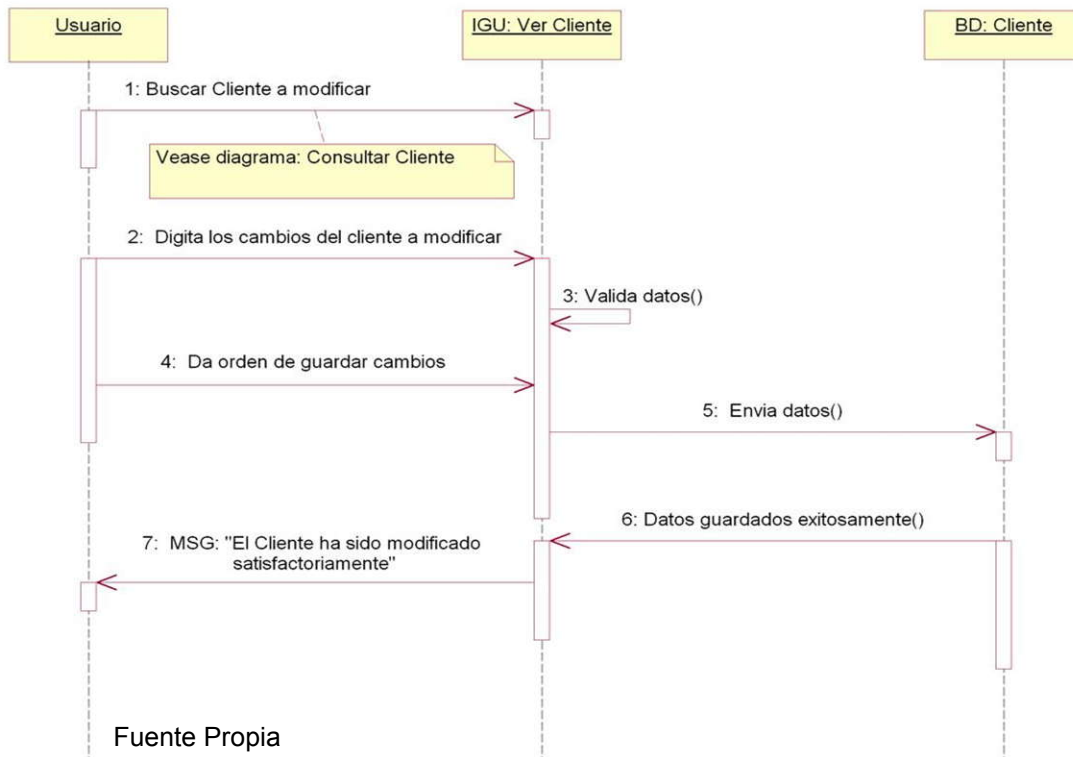 Usuario
IGU: Ver Cliente
BD: Cliente
1: Buscar Cliente a modificar
Vease diagrama: Consultar Cliente
2:  Digita los cambios del cliente a modificar
3: Valida datos()
4:  Da orden de guardar cambios
5:  Envia datos()
6:  Datos guardados exitosamente()
7:  MSG: "El Cliente ha sido modificado
satisfactoriamente"
Fuente Propia